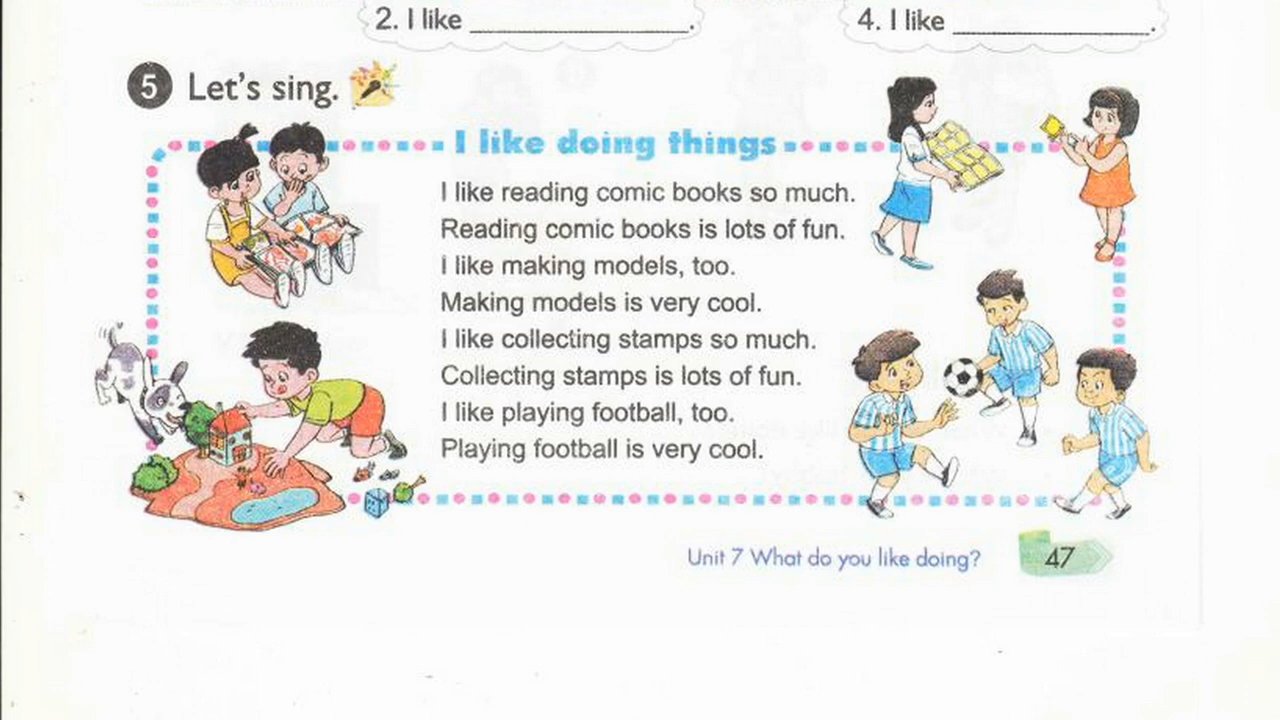 2. I like ____________________.
4. I like ____________________.
5 Let's sing.
I like doing things
I like reading comic books so much.
Reading comic books is lots of fun.
I like making models, too.
Making models is very cool.
I like collecting stamps so much.
Collecting stamps is lots of fun.
I like playing football, too.
Playing football is very cool.
Unit 7 What do you like doing? 47